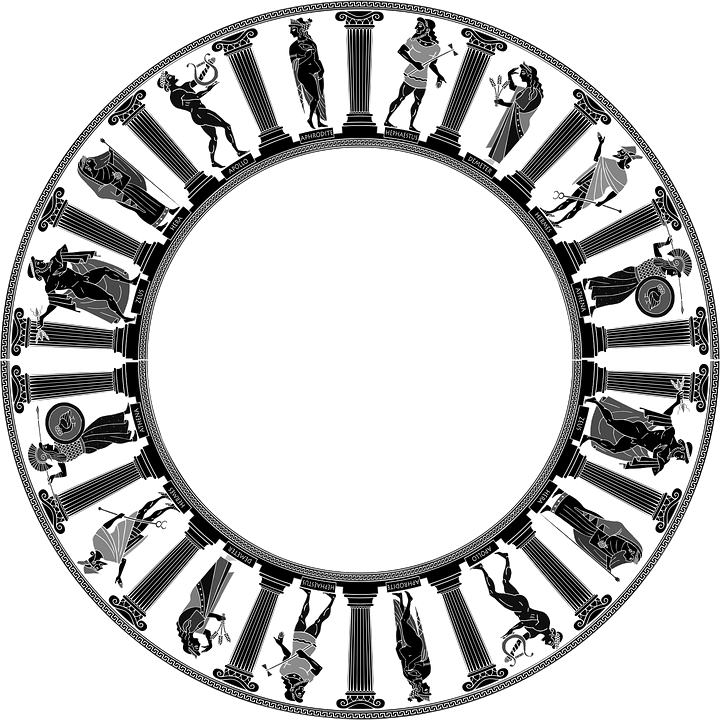 ZEUS
HERA
APOLLO
APHRODITE
HEPHAESTUS
DEMETER
HERMES
ATHENA
ZEUS
HERA
APOLLO
APHRODITE
HEPHAESTUS
DEMETER
HERMES
ATHENA